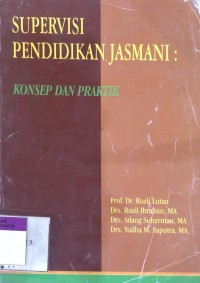 SUPERVISI
PENDIDIKAN JASMANI :
KONSEP DAN PRAKTIK
Prof. Dr. Rusli Lutan
Drs. Rusli Ibrahim, MA
Drs. Adang Suherman, MA
Drs. Yudha M. Saputra, MA